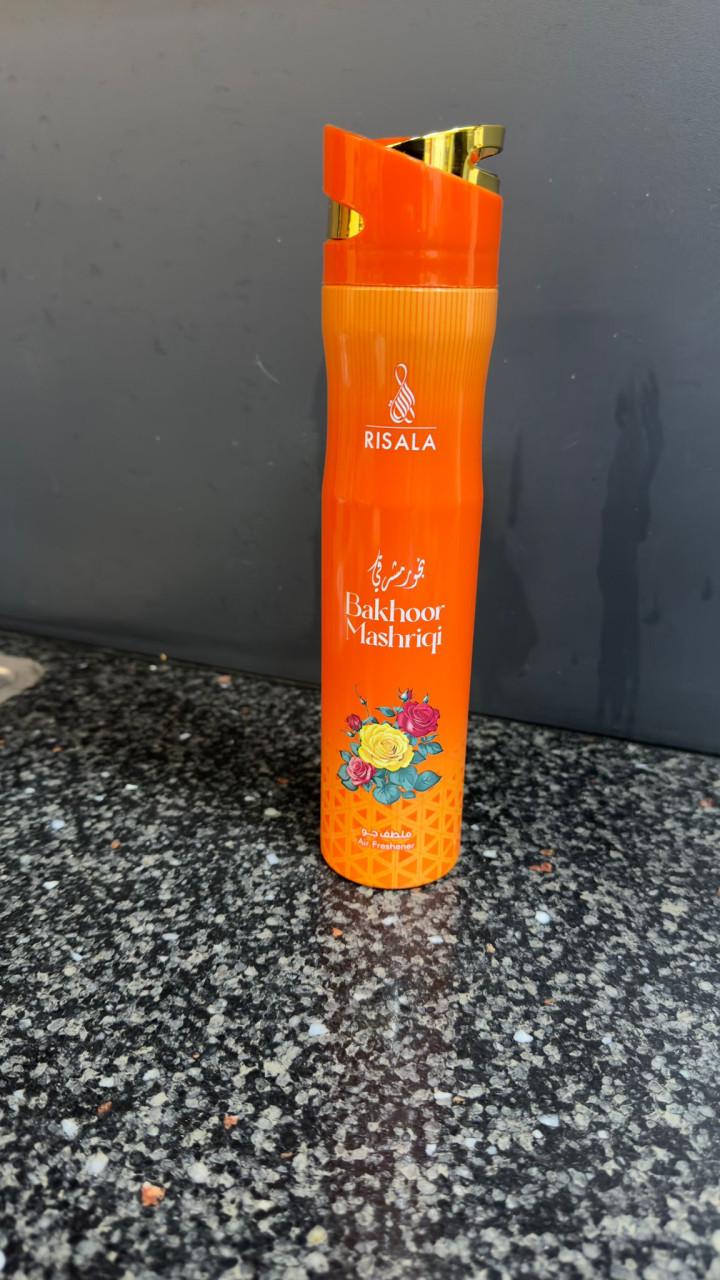 RISALA
بخور مشرقي
Bakhoor
Mashriqi
ملطف جو
Air Freshener